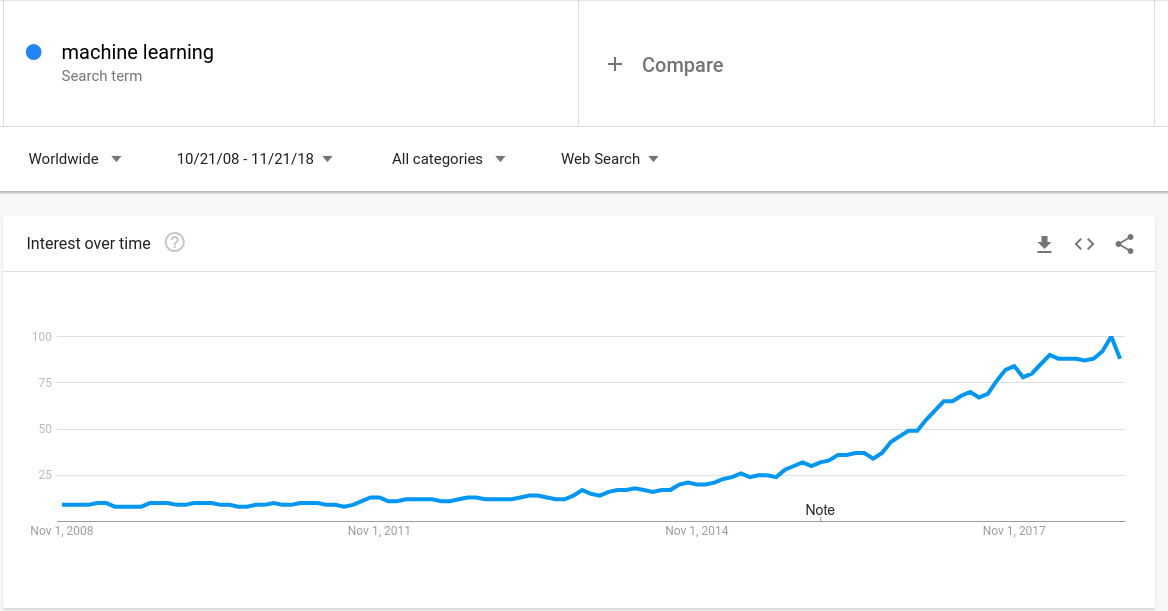 machine learning
Search term
+ Compare
Worldwide
10/21/08 - 11/21/18
All categories
Web Search
Interest over time ?
100
75
50
25
Note
Nov 1, 2008
Nov 1, 2011
Nov 1, 2014
Nov 1, 2017